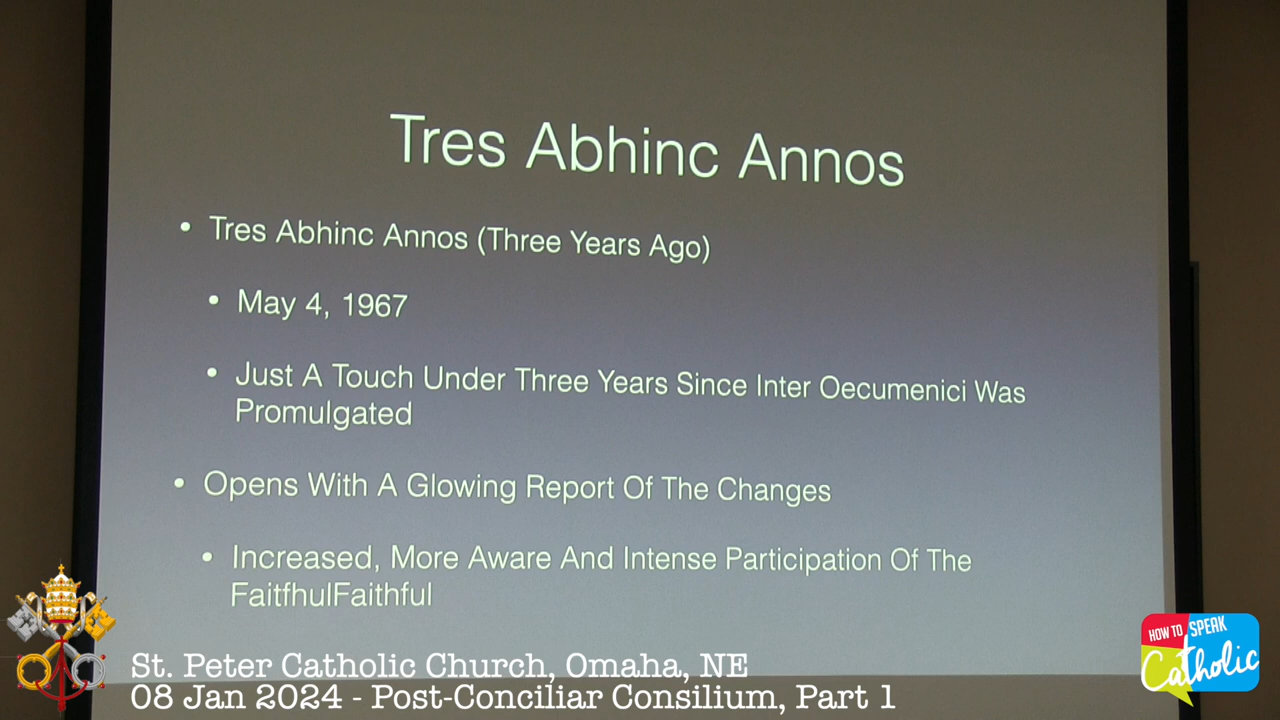 Tres Abhinc Annos
• Tres Abhinc Annos (Three Years Ago)
• May 4, 1967
• Just A Touch Under Three Years Since Inter Oecumenici Was
Promulgated
• Opens With A Glowing Report Of The Changes
• Increased, More Aware And Intense Participation Of The
FaitfhulFaithful
St. Peter Catholic Church, Omaha, NE
08 Jan 2024 - Post-Conciliar Consilium, Part 1
HOW TO SPEAK
Catholic